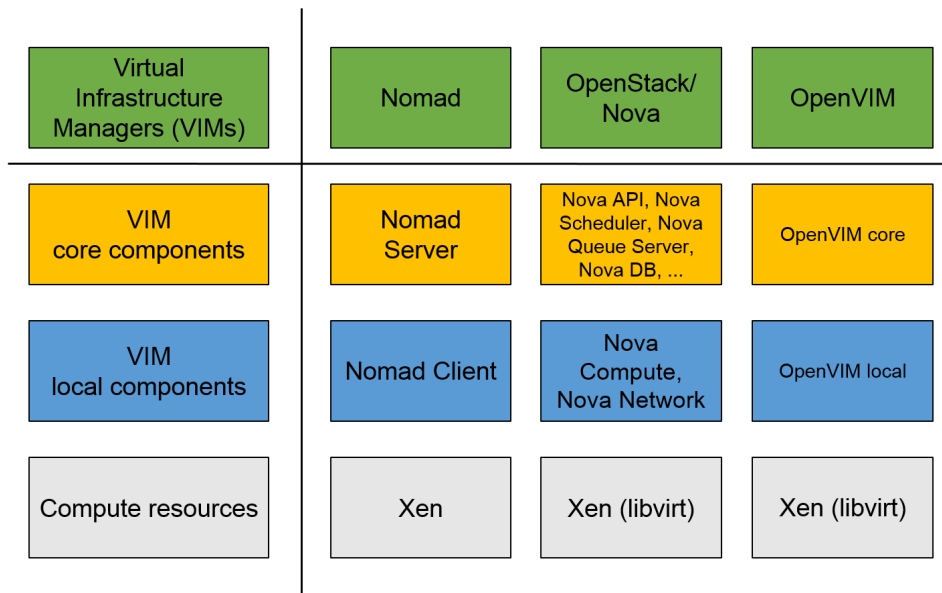 Virtual
Infrastructure
Managers (VIMs)
Nomad
OpenStack/
Nova
OpenVIM
VIM
core components
Nomad
Server
Nova API, Nova
Scheduler, Nova
Queue Server,
Nova DB, ...
OpenVIM core
VIM
local components
Nomad Client
Nova
Compute,
Nova Network
OpenVIM local
Compute resources
Xen
Xen (libvirt)
Xen (libvirt)